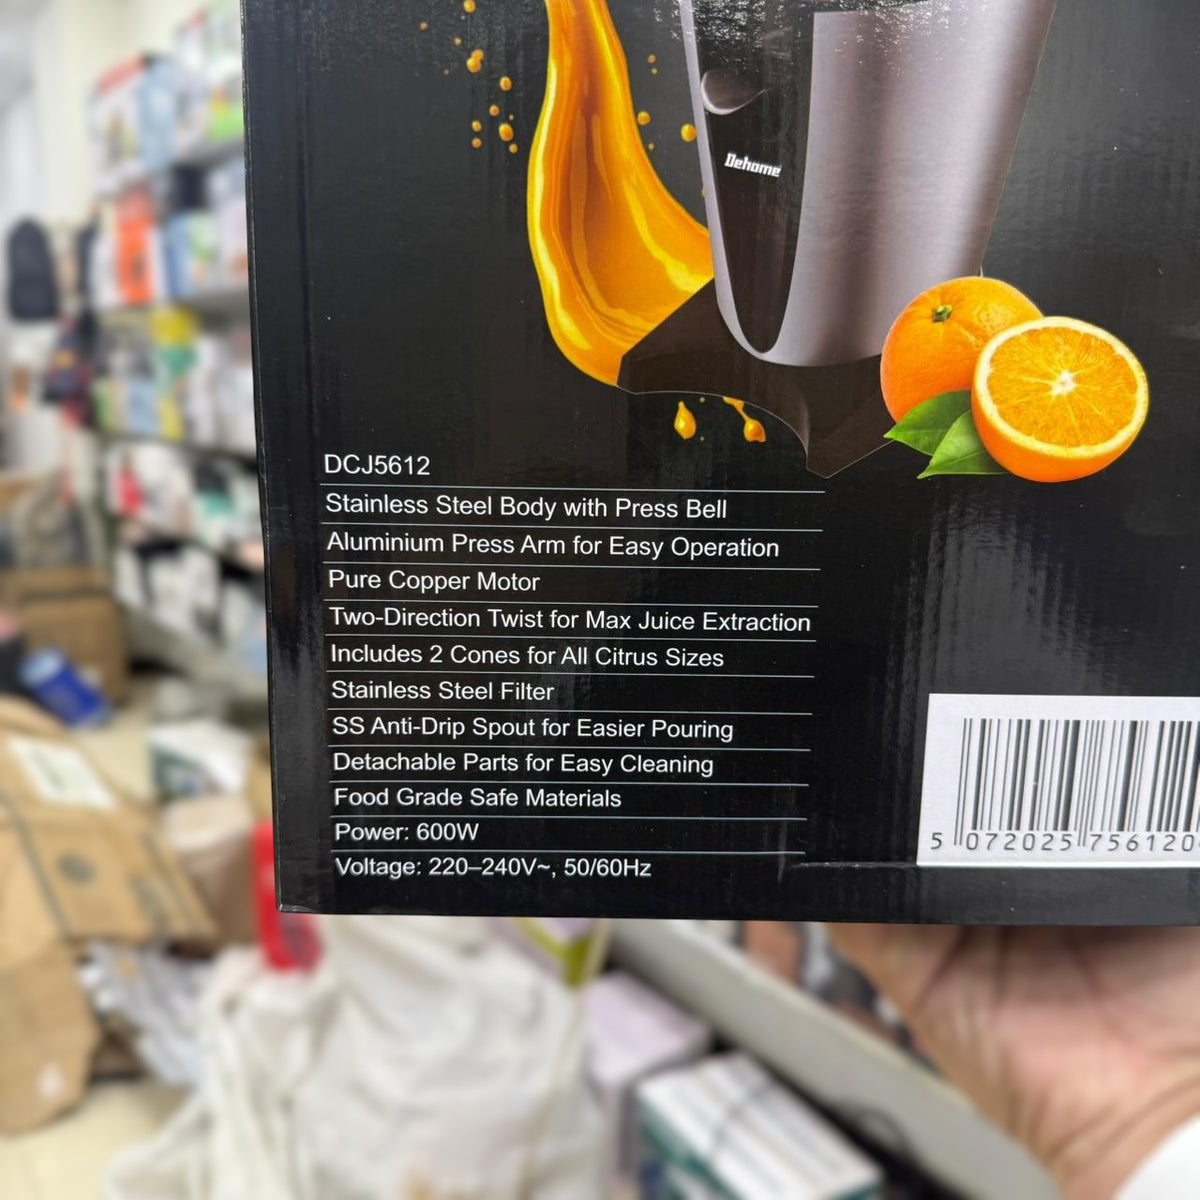 Dehome
DCJ5612
Stainless Steel Body with Press Bell
Aluminium Press Arm for Easy Operation
Pure Copper Motor
Two-Direction Twist for Max Juice Extraction
Includes 2 Cones for All Citrus Sizes
Stainless Steel Filter
SS Anti-Drip Spout for Easier Pouring
Detachable Parts for Easy Cleaning
Food Grade Safe Materials
Power: 600W
Voltage: 220–240V~, 50/60Hz
5 072025 756120